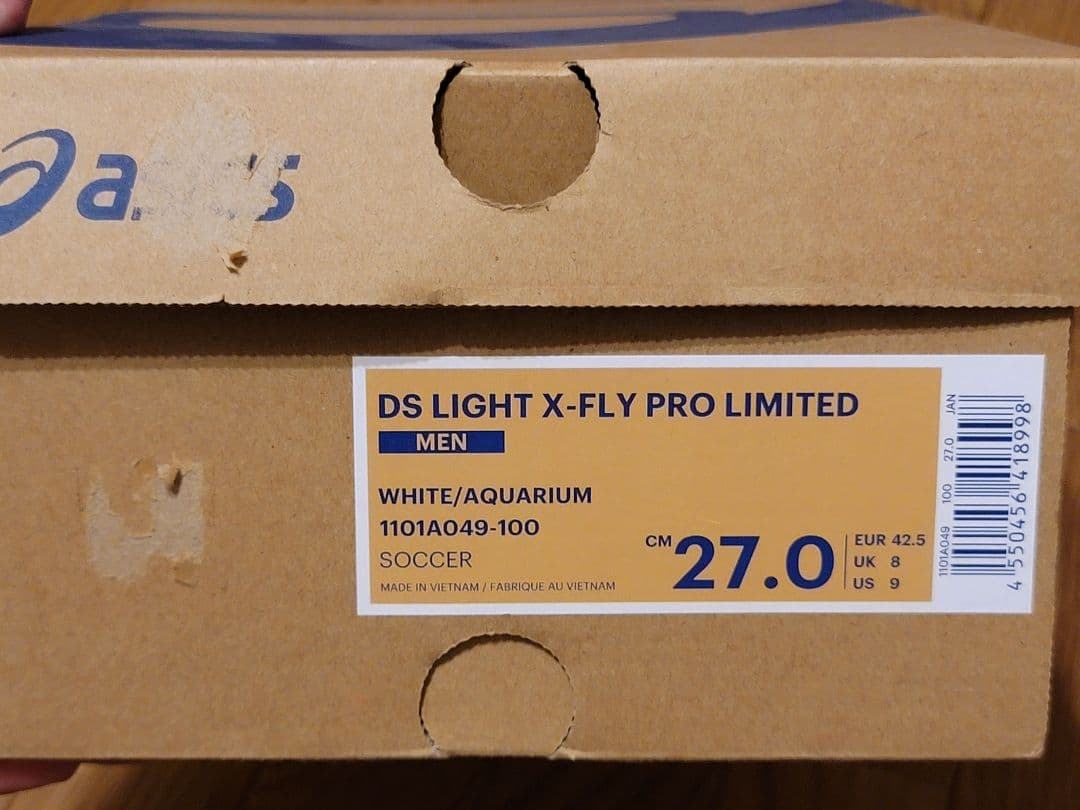 DS LIGHT X-FLY PRO LIMITED
MEN
WHITE/AQUARIUM
1101A049-100
SOCCER
MADE IN VIETNAM / FABRIQUE AU VIETNAM
CM 27.0
EUR 42.5
UK 8
US 9
1101A049 100 27.0 JAN
4 550456 418998